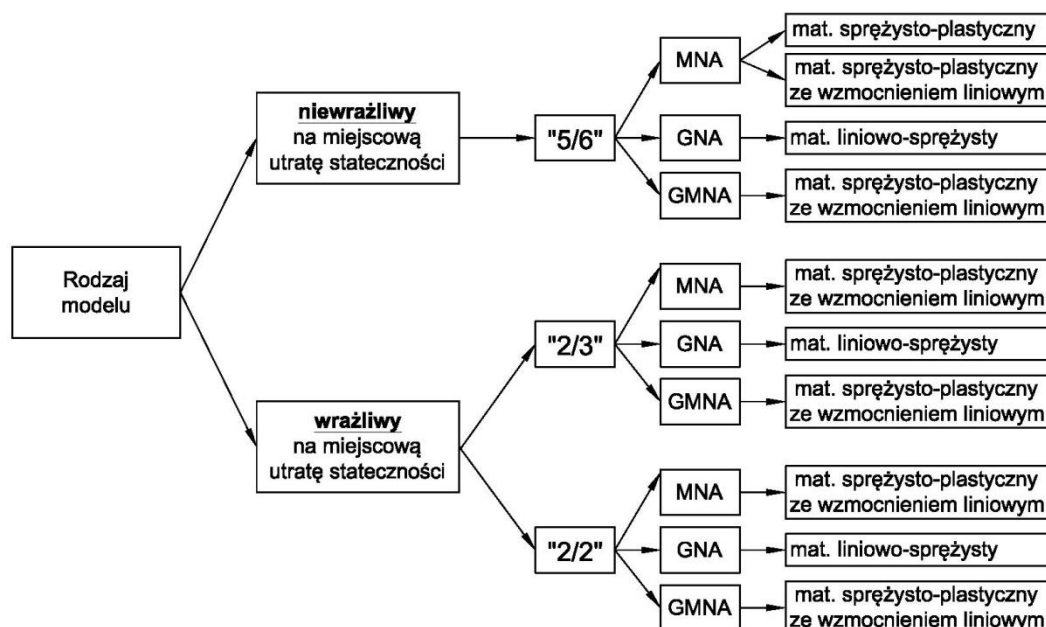 Rodzaj
modelu
niewrażliwy
na miejscową
utratę stateczności
"5/6"
MNA
mat. sprężysto-plastyczny
mat. sprężysto-plastyczny
ze wzmocnieniem liniowym
GNA
mat. liniowo-sprężysty
GMNA
mat. sprężysto-plastyczny
ze wzmocnieniem liniowym
wrażliwy
na miejscową
utratę stateczności
"2/3"
MNA
mat. sprężysto-plastyczny
ze wzmocnieniem liniowym
GNA
mat. liniowo-sprężysty
GMNA
mat. sprężysto-plastyczny
ze wzmocnieniem liniowym
"2/2"
MNA
mat. sprężysto-plastyczny
ze wzmocnieniem liniowym
GNA
mat. liniowo-sprężysty
GMNA
mat. sprężysto-plastyczny
ze wzmocnieniem liniowym